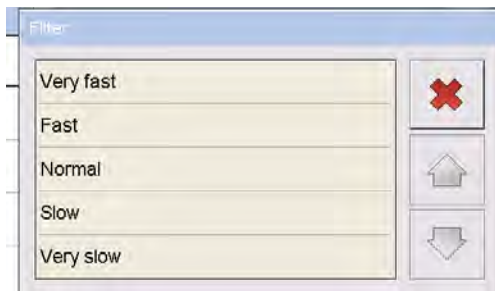 Filter
Very fast
Fast
Normal
Slow
Very slow